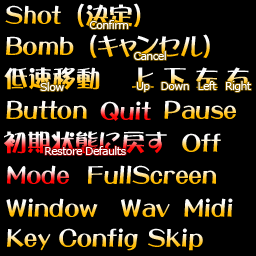 Shot (決定)
Confirm
Bomb (キャンセル)
Cancel
低速移動 上下左右
Slow -Up- Down Left Right
Button Quit Pause
初期状態に戻す Off
Restore Defaults
Mode FullScreen
Window Wav Midi
Key Config Skip